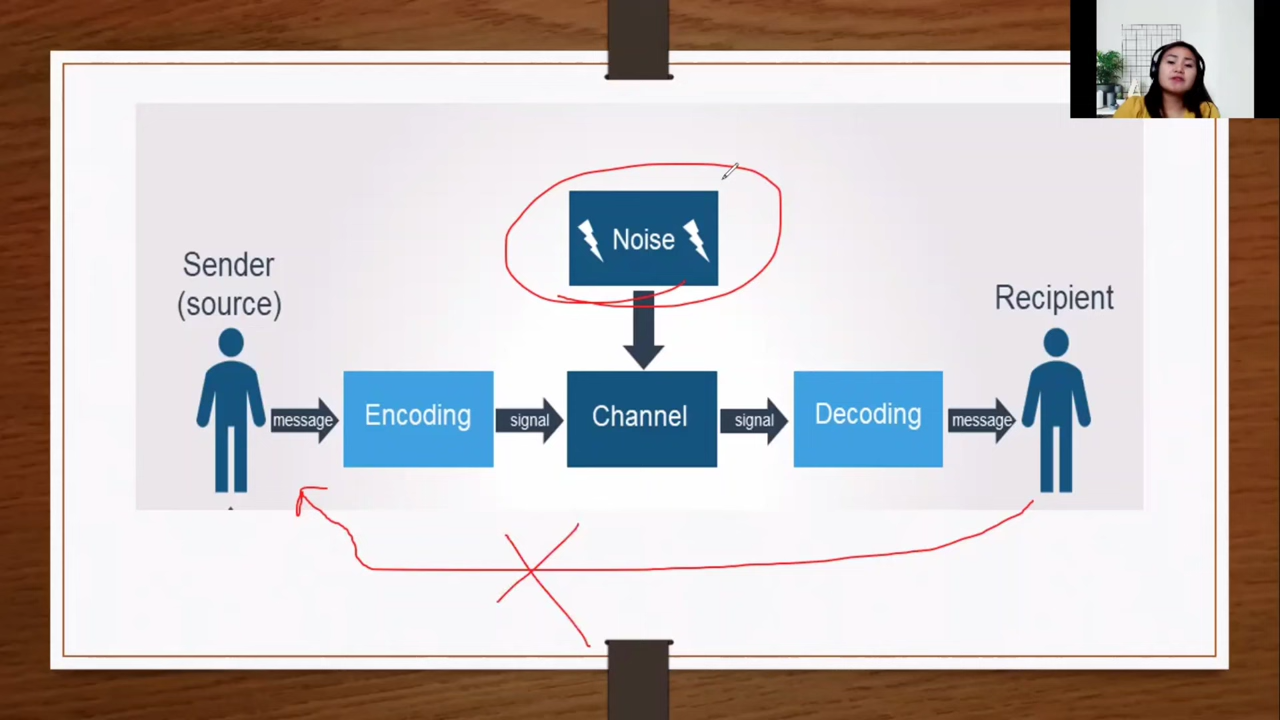 Noise
Sender
(source)
Recipient
message
Encoding
signal
Channel
signal
Decoding
message